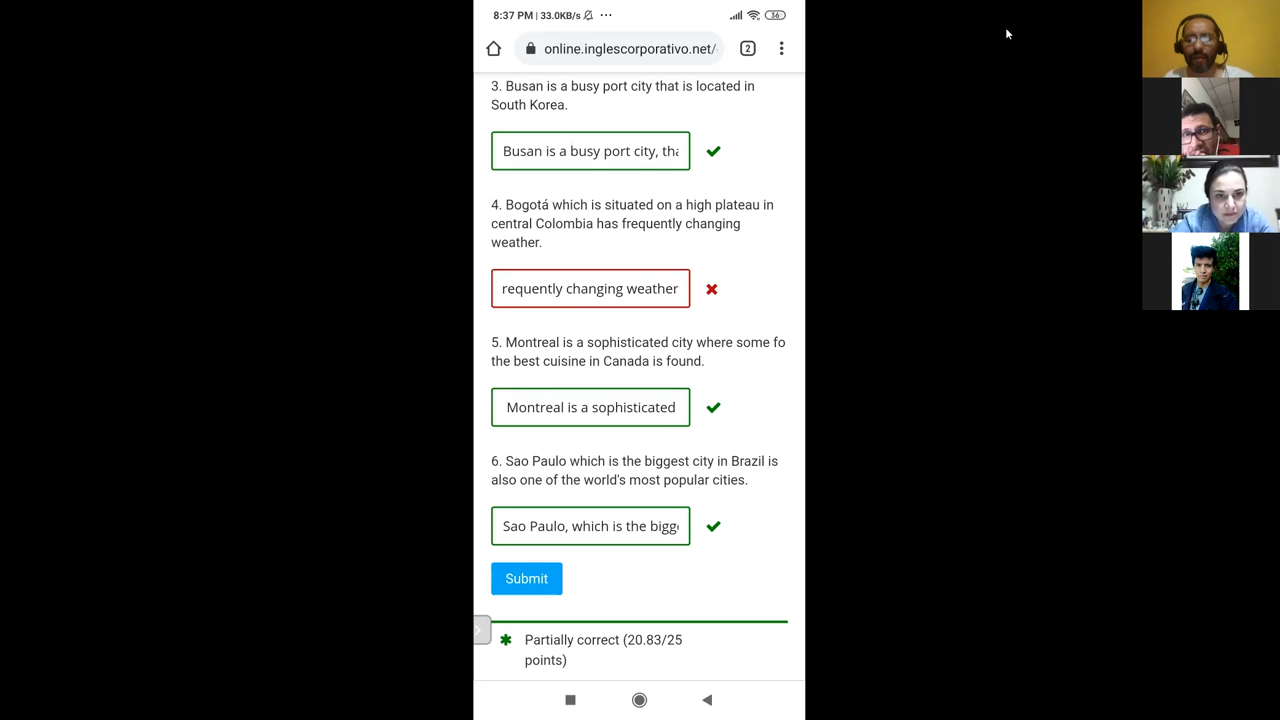 8:37 PM | 33.0KB/s ...
36
online.inglescorporativo.net/
2
3. Busan is a busy port city that is located in
South Korea.
Busan is a busy port city, tha
4. Bogotá which is situated on a high plateau in
central Colombia has frequently changing
weather.
requently changing weather
5. Montreal is a sophisticated city where some fo
the best cuisine in Canada is found.
Montreal is a sophisticated
6. Sao Paulo which is the biggest city in Brazil is
also one of the world's most popular cities.
Sao Paulo, which is the bigg
Submit
Partially correct (20.83/25
points)